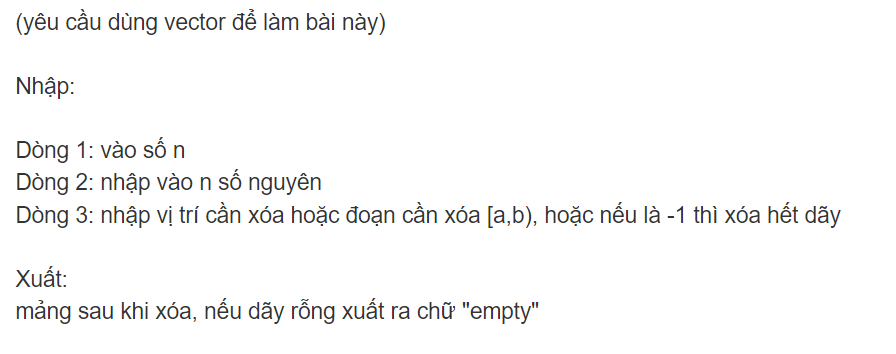 (yêu cầu dùng vector để làm bài này)
Nhập:
Dòng 1: vào số n
Dòng 2: nhập vào n số nguyên
Dòng 3: nhập vị trí cần xóa hoặc đoạn cần xóa [a,b), hoặc nếu là -1 thì xóa hết dãy
Xuất:
mảng sau khi xóa, nếu dãy rỗng xuất ra chữ "empty"